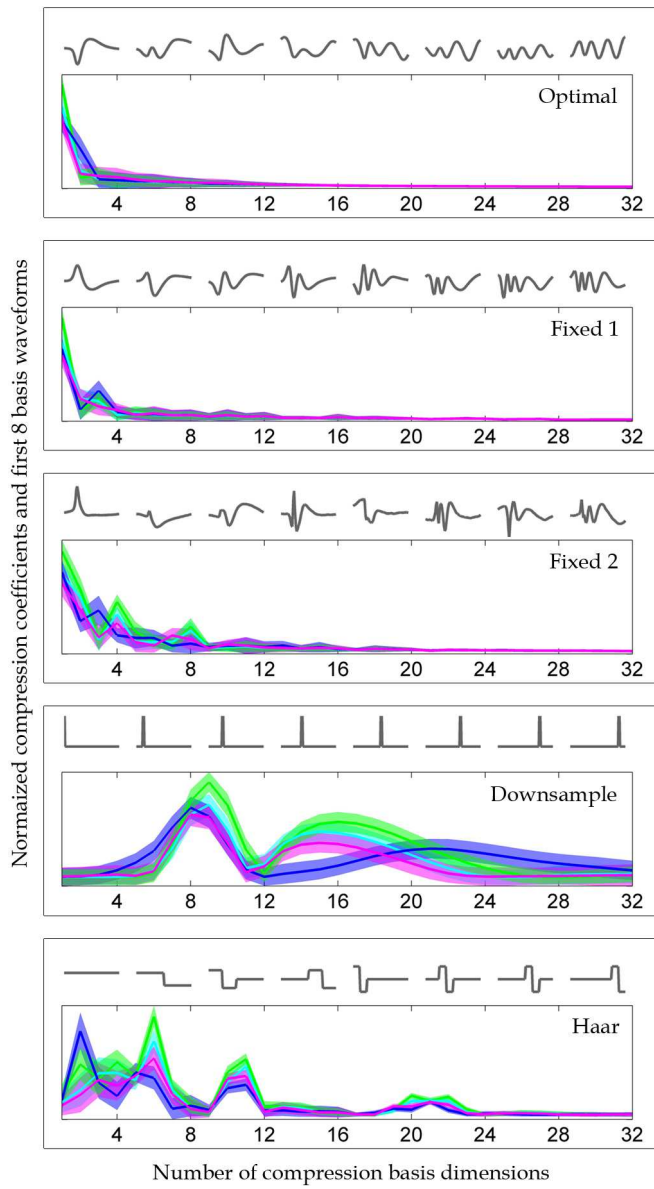 Normaized compression coefficients and first 8 basis waveforms
Optimal
4 8 12 16 20 24 28 32
Fixed 1
4 8 12 16 20 24 28 32
Fixed 2
4 8 12 16 20 24 28 32
Downsample
4 8 12 16 20 24 28 32
Haar
4 8 12 16 20 24 28 32
Number of compression basis dimensions